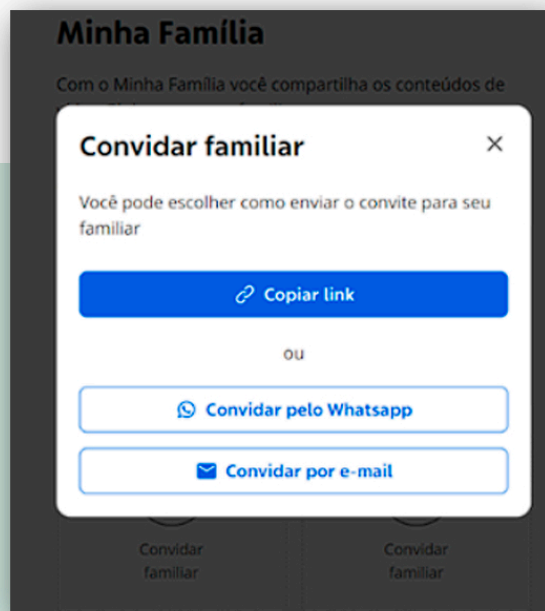 Minha Família
Com o Minha Família você compartilha os conteúdos de
Convidar familiar
Você pode escolher como enviar o convite para seu
familiar
Copiar link
ou
Convidar pelo Whatsapp
Convidar por e-mail
Convidar
familiar
Convidar
familiar